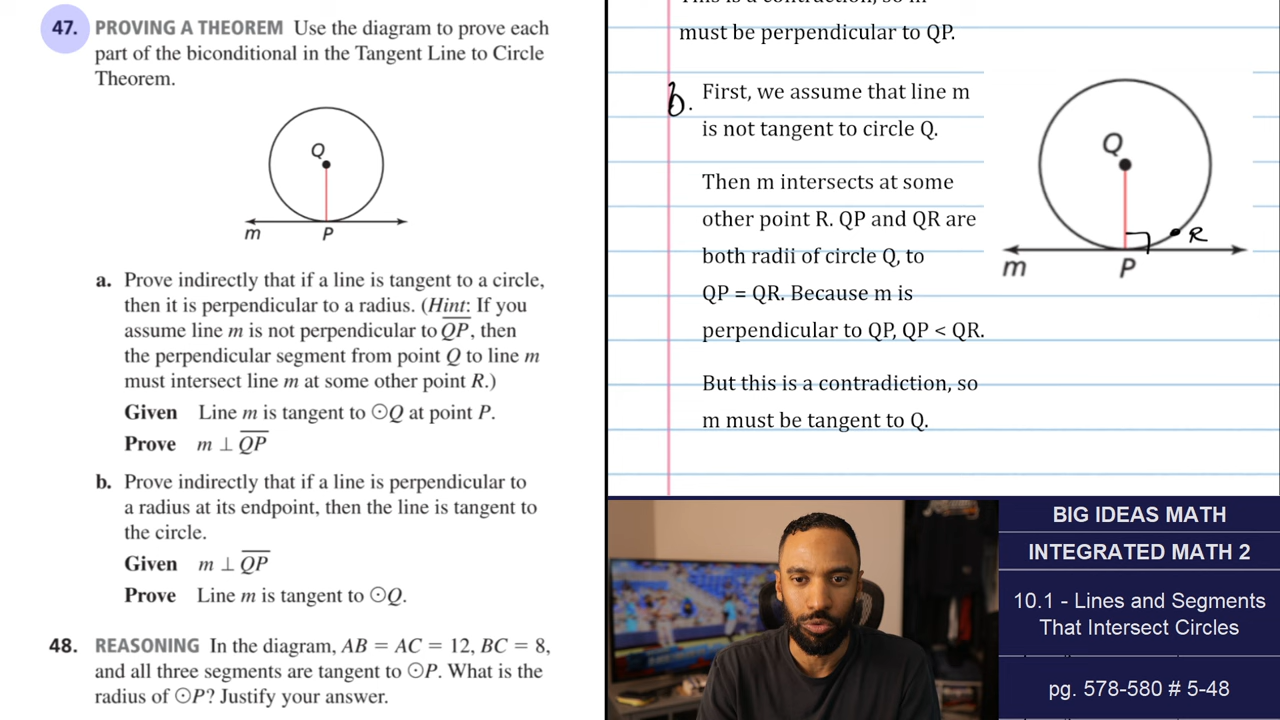 47. PROVING A THEOREM Use the diagram to prove each
part of the biconditional in the Tangent Line to Circle
Theorem.
Q
m
P
a. Prove indirectly that if a line is tangent to a circle,
then it is perpendicular to a radius. (Hint: If you
assume line m is not perpendicular to Q̅P̅, then
the perpendicular segment from point Q to line m
must intersect line m at some other point R.)
Given Line m is tangent to ⊙Q at point P.
Prove m ⊥ Q̅P̅
b. Prove indirectly that if a line is perpendicular to
a radius at its endpoint, then the line is tangent to
the circle.
Given m ⊥ Q̅P̅
Prove Line m is tangent to ⊙Q.
48. REASONING In the diagram, AB = AC = 12, BC = 8,
and all three segments are tangent to ⊙P. What is the
radius of ⊙P? Justify your answer.
must be perpendicular to QP.
b. First, we assume that line m
is not tangent to circle Q.
Then m intersects at some
other point R. QP and QR are
both radii of circle Q, to
QP = QR. Because m is
perpendicular to QP, QP < QR.
But this is a contradiction, so
m must be tangent to Q.
Q
R
m
P
BIG IDEAS MATH
INTEGRATED MATH 2
10.1 - Lines and Segments
That Intersect Circles
pg. 578-580 # 5-48